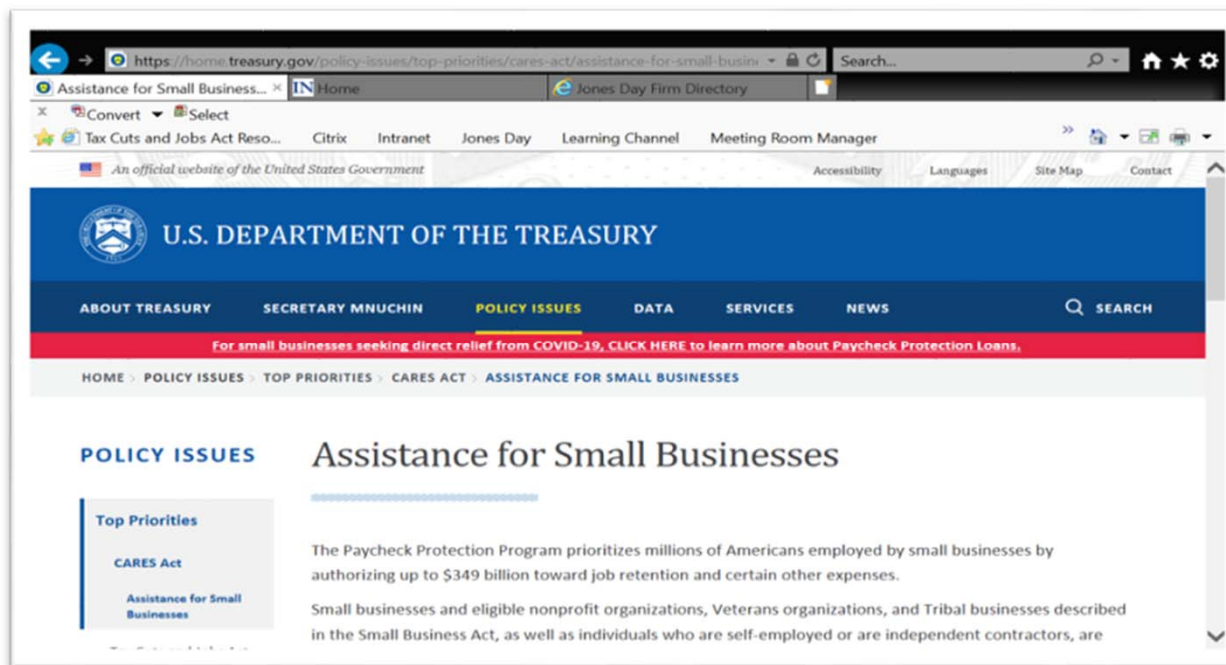 https://home.treasury.gov/policy-issues/top-priorities/cares-act/assistance-for-small-busin Search...
Assistance for Small Business... × IN Home Jones Day Firm Directory
x Convert Select
Tax Cuts and Jobs Act Reso... Citrix Intranet Jones Day Learning Channel Meeting Room Manager »
An official website of the United States Government Accessibility Languages Site Map Contact
U.S. DEPARTMENT OF THE TREASURY
ABOUT TREASURY SECRETARY MNUCHIN POLICY ISSUES DATA SERVICES NEWS SEARCH
For small businesses seeking direct relief from COVID-19, CLICK HERE to learn more about Paycheck Protection Loans.
HOME > POLICY ISSUES > TOP PRIORITIES > CARES ACT > ASSISTANCE FOR SMALL BUSINESSES
POLICY ISSUES
Top Priorities
CARES Act
Assistance for Small
Businesses
Assistance for Small Businesses
The Paycheck Protection Program prioritizes millions of Americans employed by small businesses by
authorizing up to $349 billion toward job retention and certain other expenses.
Small businesses and eligible nonprofit organizations, Veterans organizations, and Tribal businesses described
in the Small Business Act, as well as individuals who are self-employed or are independent contractors, are